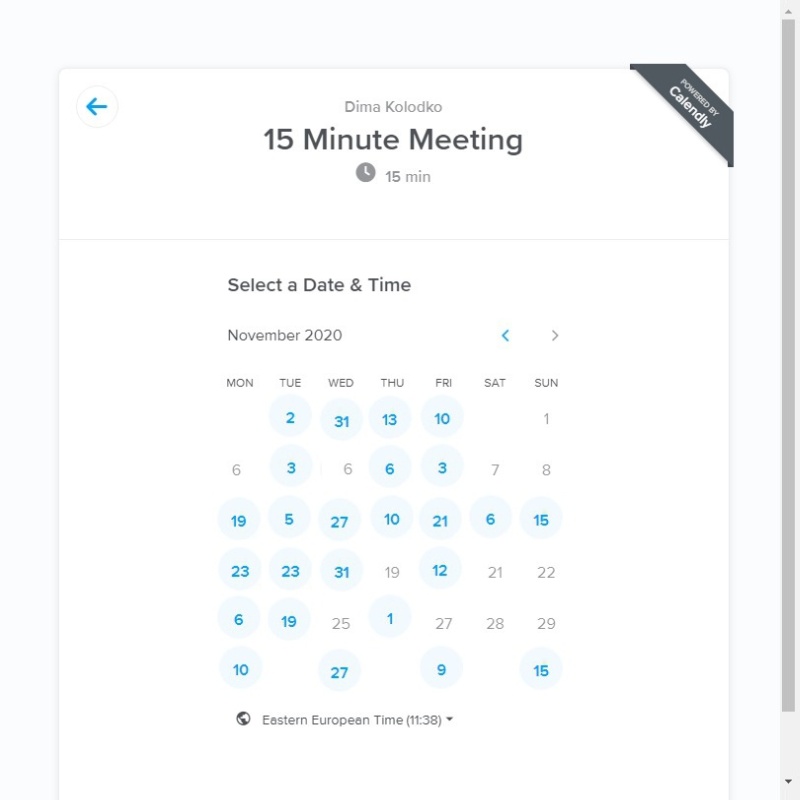 Dima Kolodko
POWERED BY
Calendly
15 Minute Meeting
15 min
Select a Date & Time
November 2020
MON TUE WED THU FRI SAT SUN
2 31 13 10 1
6 3 6 6 3 7 8
19 5 27 10 21 6 15
23 23 31 19 12 21 22
6 19 25 1 27 28 29
10 27 9 15
Eastern European Time (11:38)